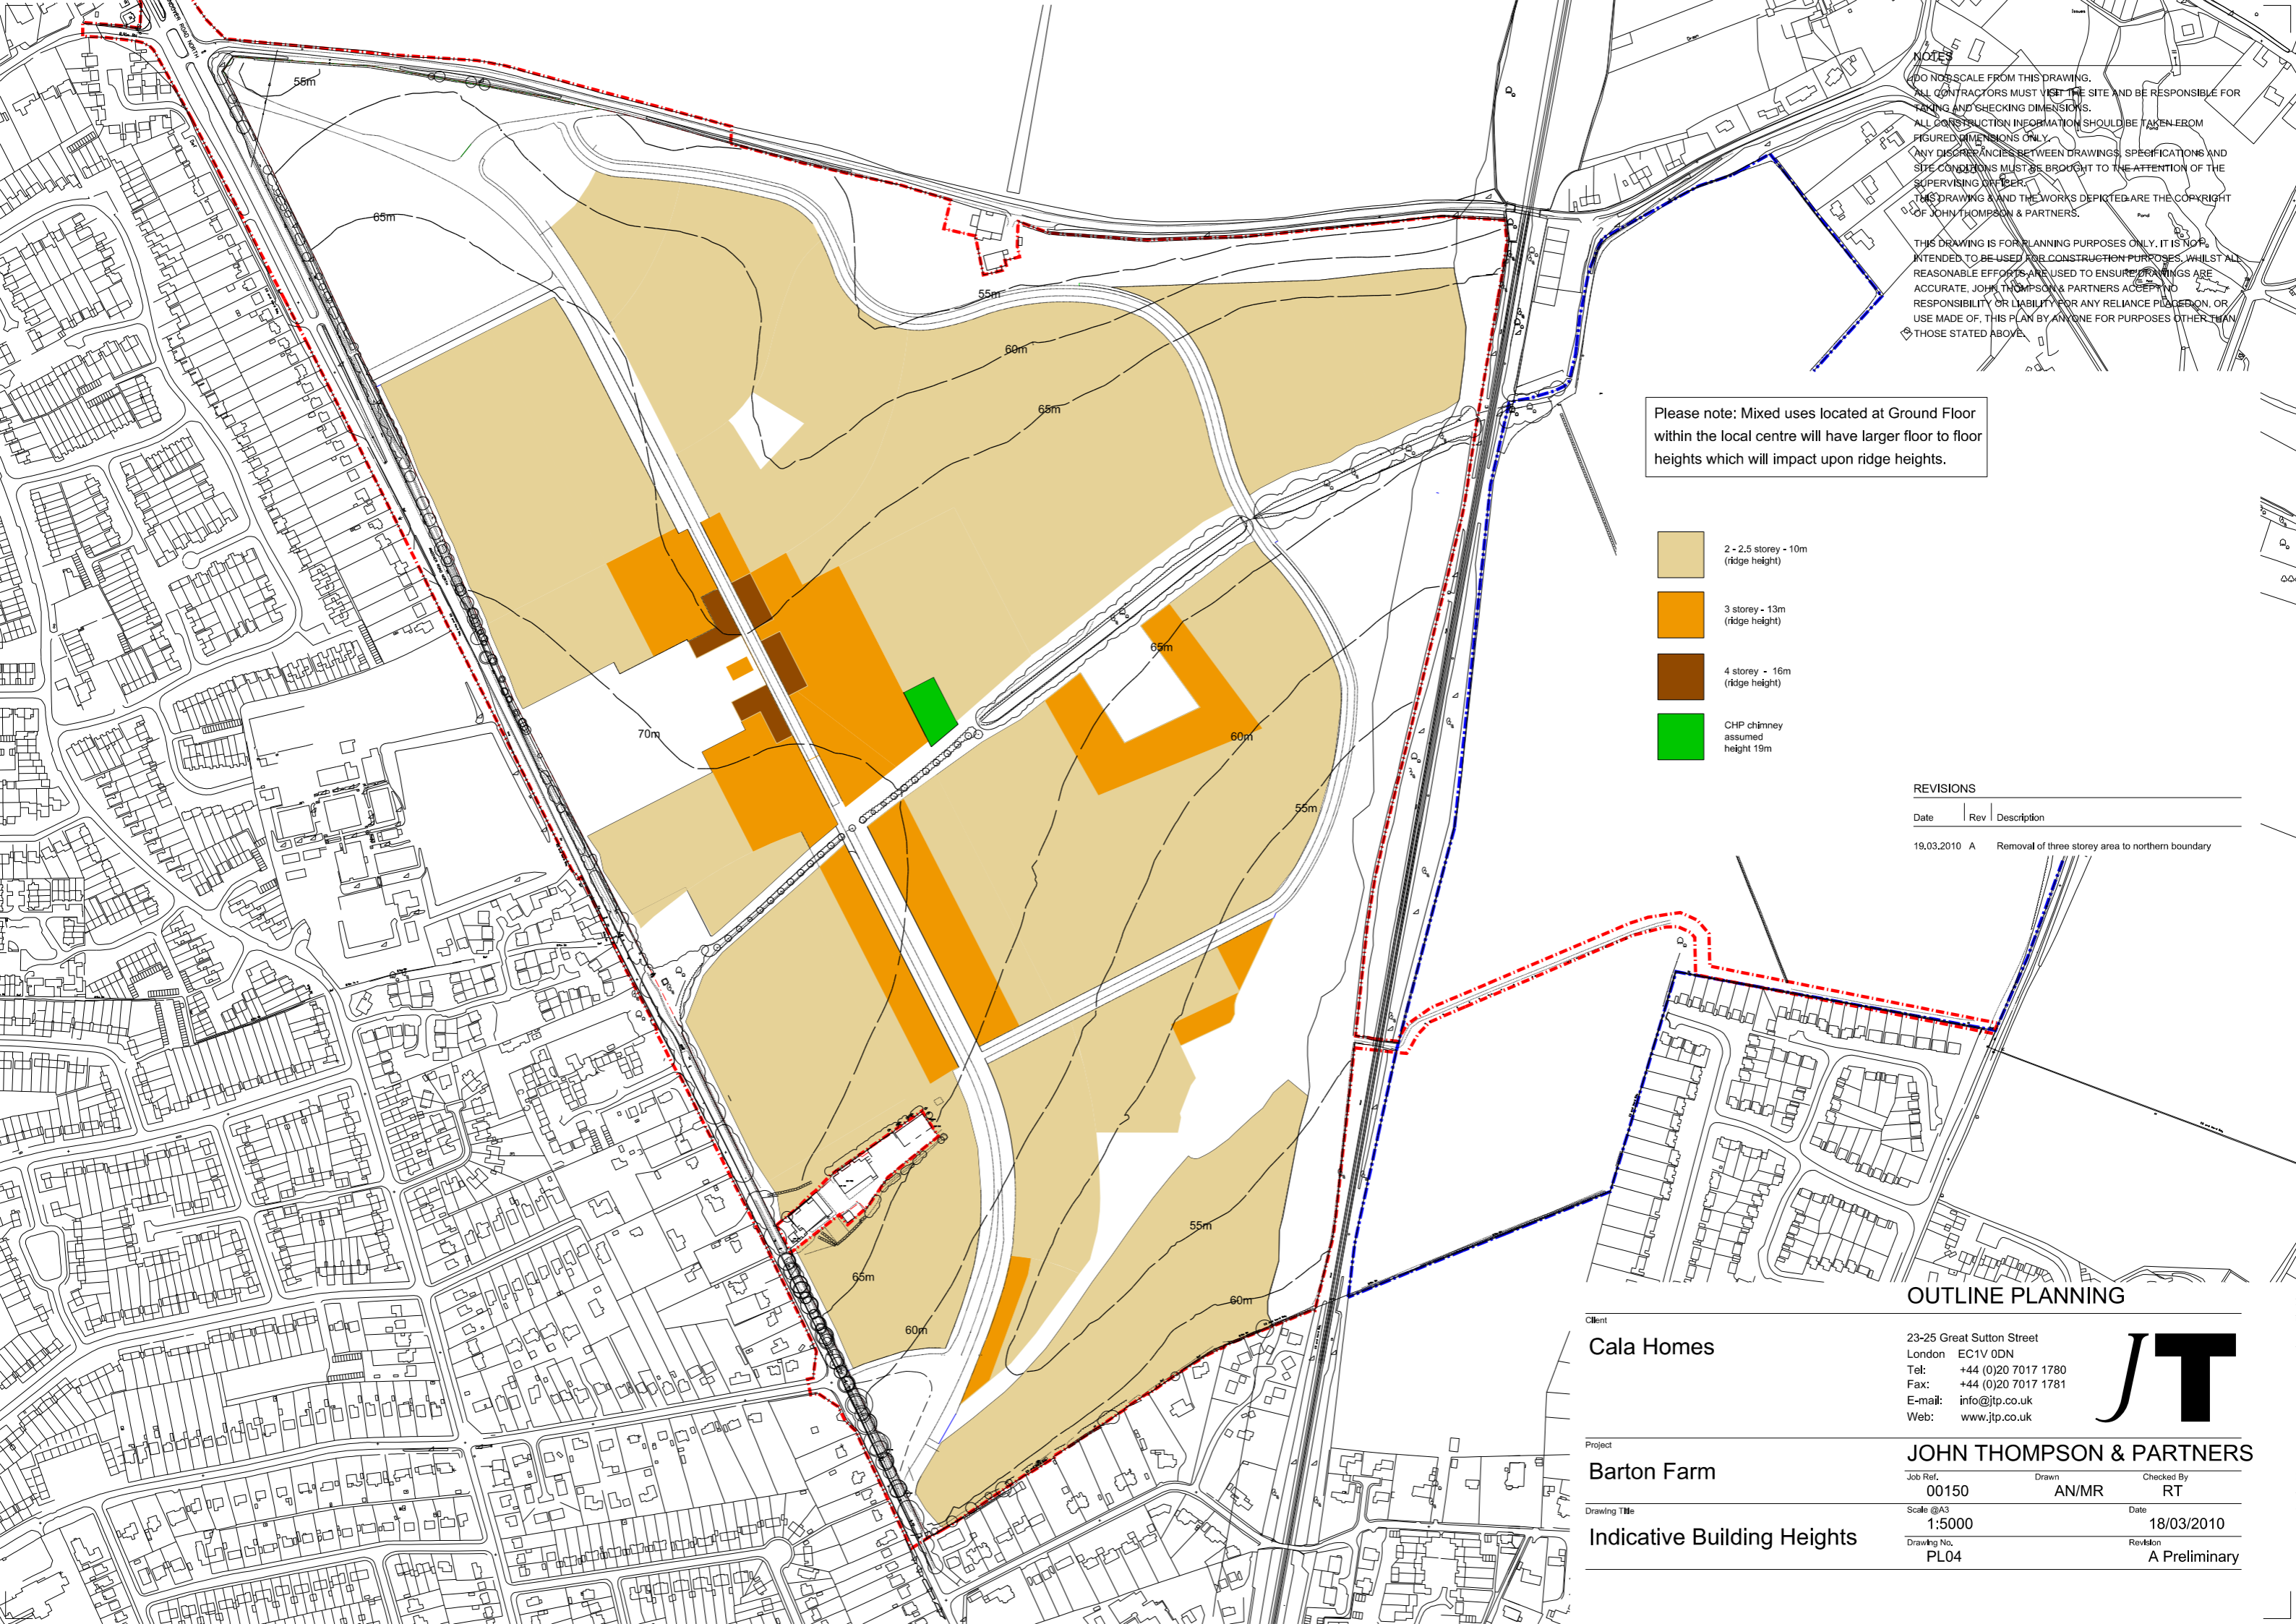 NOTES
DO NOT SCALE FROM THIS DRAWING.
ALL CONTRACTORS MUST VISIT THE SITE AND BE RESPONSIBLE FOR
TAKING AND CHECKING DIMENSIONS.
ALL CONSTRUCTION INFORMATION SHOULD BE TAKEN FROM
FIGURED DIMENSIONS ONLY.
ANY DISCREPANCIES BETWEEN DRAWINGS, SPECIFICATIONS AND
SITE CONDITIONS MUST BE BROUGHT TO THE ATTENTION OF THE
SUPERVISING OFFICER.
THIS DRAWING & AND THE WORKS DEPICTED ARE THE COPYRIGHT
OF JOHN THOMPSON & PARTNERS.
THIS DRAWING IS FOR PLANNING PURPOSES ONLY. IT IS NOT
INTENDED TO BE USED FOR CONSTRUCTION PURPOSES. WHILST ALL
REASONABLE EFFORTS ARE USED TO ENSURE DRAWINGS ARE
ACCURATE, JOHN THOMPSON & PARTNERS ACCEPT NO
RESPONSIBILITY OR LIABILITY FOR ANY RELIANCE PLACED ON, OR
USE MADE OF, THIS PLAN BY ANYONE FOR PURPOSES OTHER THAN
THOSE STATED ABOVE.
Pond
Pond
Drain
55m
65m
55m
60m
65m
65m
70m
60m
55m
55m
65m
60m
60m
Please note: Mixed uses located at Ground Floor
within the local centre will have larger floor to floor
heights which will impact upon ridge heights.
2 - 2.5 storey - 10m
(ridge height)
3 storey - 13m
(ridge height)
4 storey - 16m
(ridge height)
CHP chimney
assumed
height 19m
REVISIONS
Date Rev Description
19.03.2010 A Removal of three storey area to northern boundary
OUTLINE PLANNING
Client
Cala Homes
23-25 Great Sutton Street
London EC1V 0DN
Tel: +44 (0)20 7017 1780
Fax: +44 (0)20 7017 1781
E-mail: info@jtp.co.uk
Web: www.jtp.co.uk
JT
Project
Barton Farm
JOHN THOMPSON & PARTNERS
Job Ref. Drawn Checked By
00150 AN/MR RT
Drawing Title
Indicative Building Heights
Scale @A3 Date
1:5000 18/03/2010
Drawing No. Revision
PL04 A Preliminary